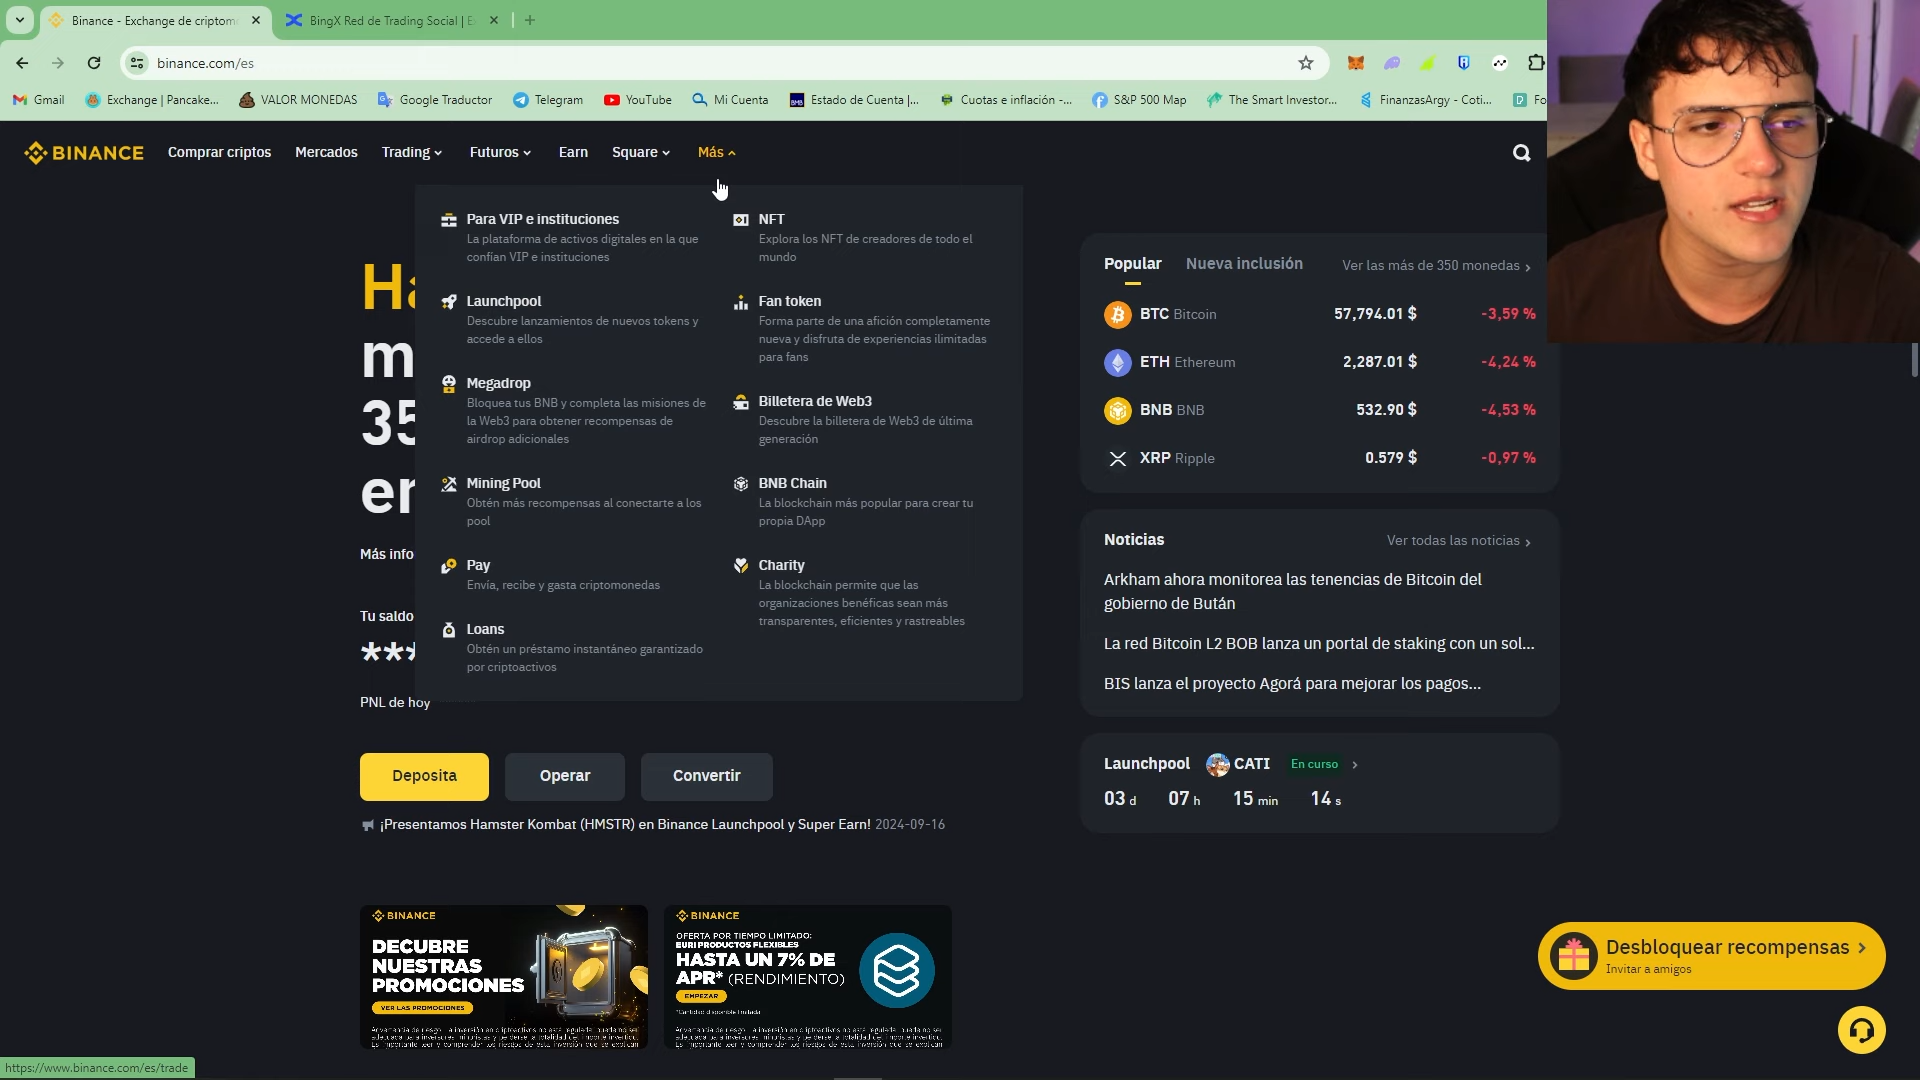 Binance - Exchange de criptom
BingX Red de Trading Social | E
binance.com/es
Gmail
Exchange | Pancake...
VALOR MONEDAS
Google Traductor
Telegram
YouTube
Mi Cuenta
Estado de Cuenta |...
Cuotas e inflación -...
S&P 500 Map
The Smart Investor...
FinanzasArgy - Coti...
Fo
BINANCE
Comprar criptos
Mercados
Trading
Futuros
Earn
Square
Más
Para VIP e instituciones
La plataforma de activos digitales en la que
confían VIP e instituciones
Launchpool
Descubre lanzamientos de nuevos tokens y
accede a ellos
Megadrop
Bloquea tus BNB y completa las misiones de
la Web3 para obtener recompensas de
airdrop adicionales
Mining Pool
Obtén más recompensas al conectarte a los
pool
Pay
Envía, recibe y gasta criptomonedas
Loans
Obtén un préstamo instantáneo garantizado
por criptoactivos
NFT
Explora los NFT de creadores de todo el
mundo
Fan token
Forma parte de una afición completamente
nueva y disfruta de experiencias ilimitadas
para fans
Billetera de Web3
Descubre la billetera de Web3 de última
generación
BNB Chain
La blockchain más popular para crear tu
propia DApp
Charity
La blockchain permite que las
organizaciones benéficas sean más
transparentes, eficientes y rastreables
Ha
m
35
en
Más info
Tu saldo
***
PNL de hoy
Deposita
Operar
Convertir
¡Presentamos Hamster Kombat (HMSTR) en Binance Launchpool y Super Earn! 2024-09-16
Popular
Nueva inclusión
Ver las más de 350 monedas
BTC Bitcoin 57,794.01 $ -3,59 %
ETH Ethereum 2,287.01 $ -4,24 %
BNB BNB 532.90 $ -4,53 %
XRP Ripple 0.579 $ -0,97 %
Noticias
Ver todas las noticias
Arkham ahora monitorea las tenencias de Bitcoin del
gobierno de Bután
La red Bitcoin L2 BOB lanza un portal de staking con un sol...
BIS lanza el proyecto Agorá para mejorar los pagos...
Launchpool CATI En curso
03 d 07 h 15 min 14 s
BINANCE
DECUBRE
NUESTRAS
PROMOCIONES
VER LAS PROMOCIONES
BINANCE
OFERTA POR TIEMPO LIMITADO:
EURI PRODUCTOS FLEXIBLES
HASTA UN 7% DE
APR* (RENDIMIENTO)
EMPEZAR
*Cantidad disponible limitada
Desbloquear recompensas
Invitar a amigos
https://www.binance.com/es/trade